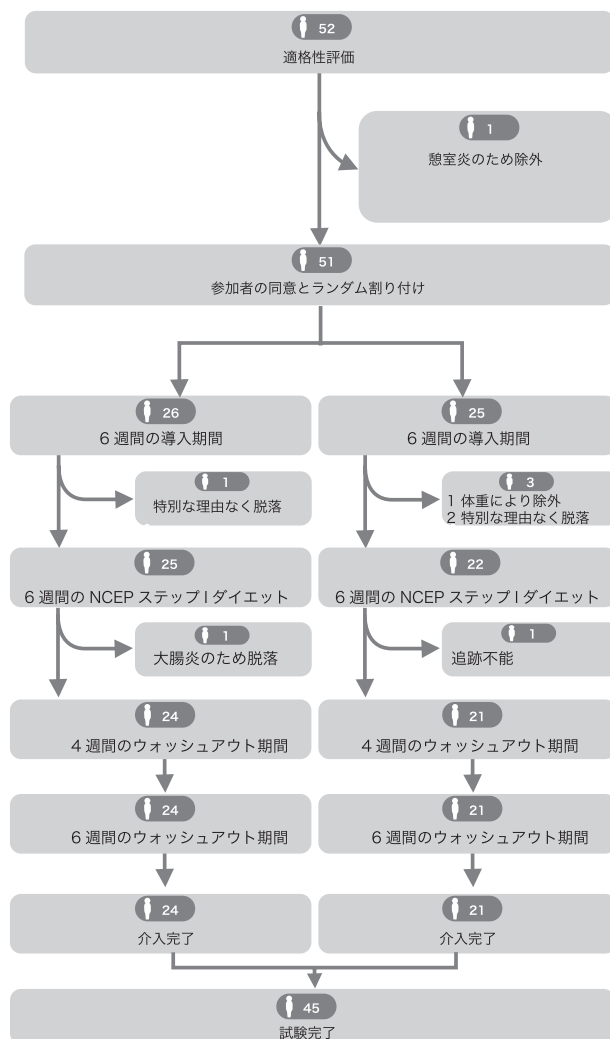 52
適格性評価
1
憩室炎のため除外
51
参加者の同意とランダム割り付け
26
6 週間の導入期間
25
6 週間の導入期間
1
特別な理由なく脱落
3
1 体重により除外
2 特別な理由なく脱落
25
6 週間の NCEP ステップ I ダイエット
22
6 週間の NCEP ステップ I ダイエット
1
大腸炎のため脱落
1
追跡不能
24
4 週間のウォッシュアウト期間
21
4 週間のウォッシュアウト期間
24
6 週間のウォッシュアウト期間
21
6 週間のウォッシュアウト期間
24
介入完了
21
介入完了
45
試験完了